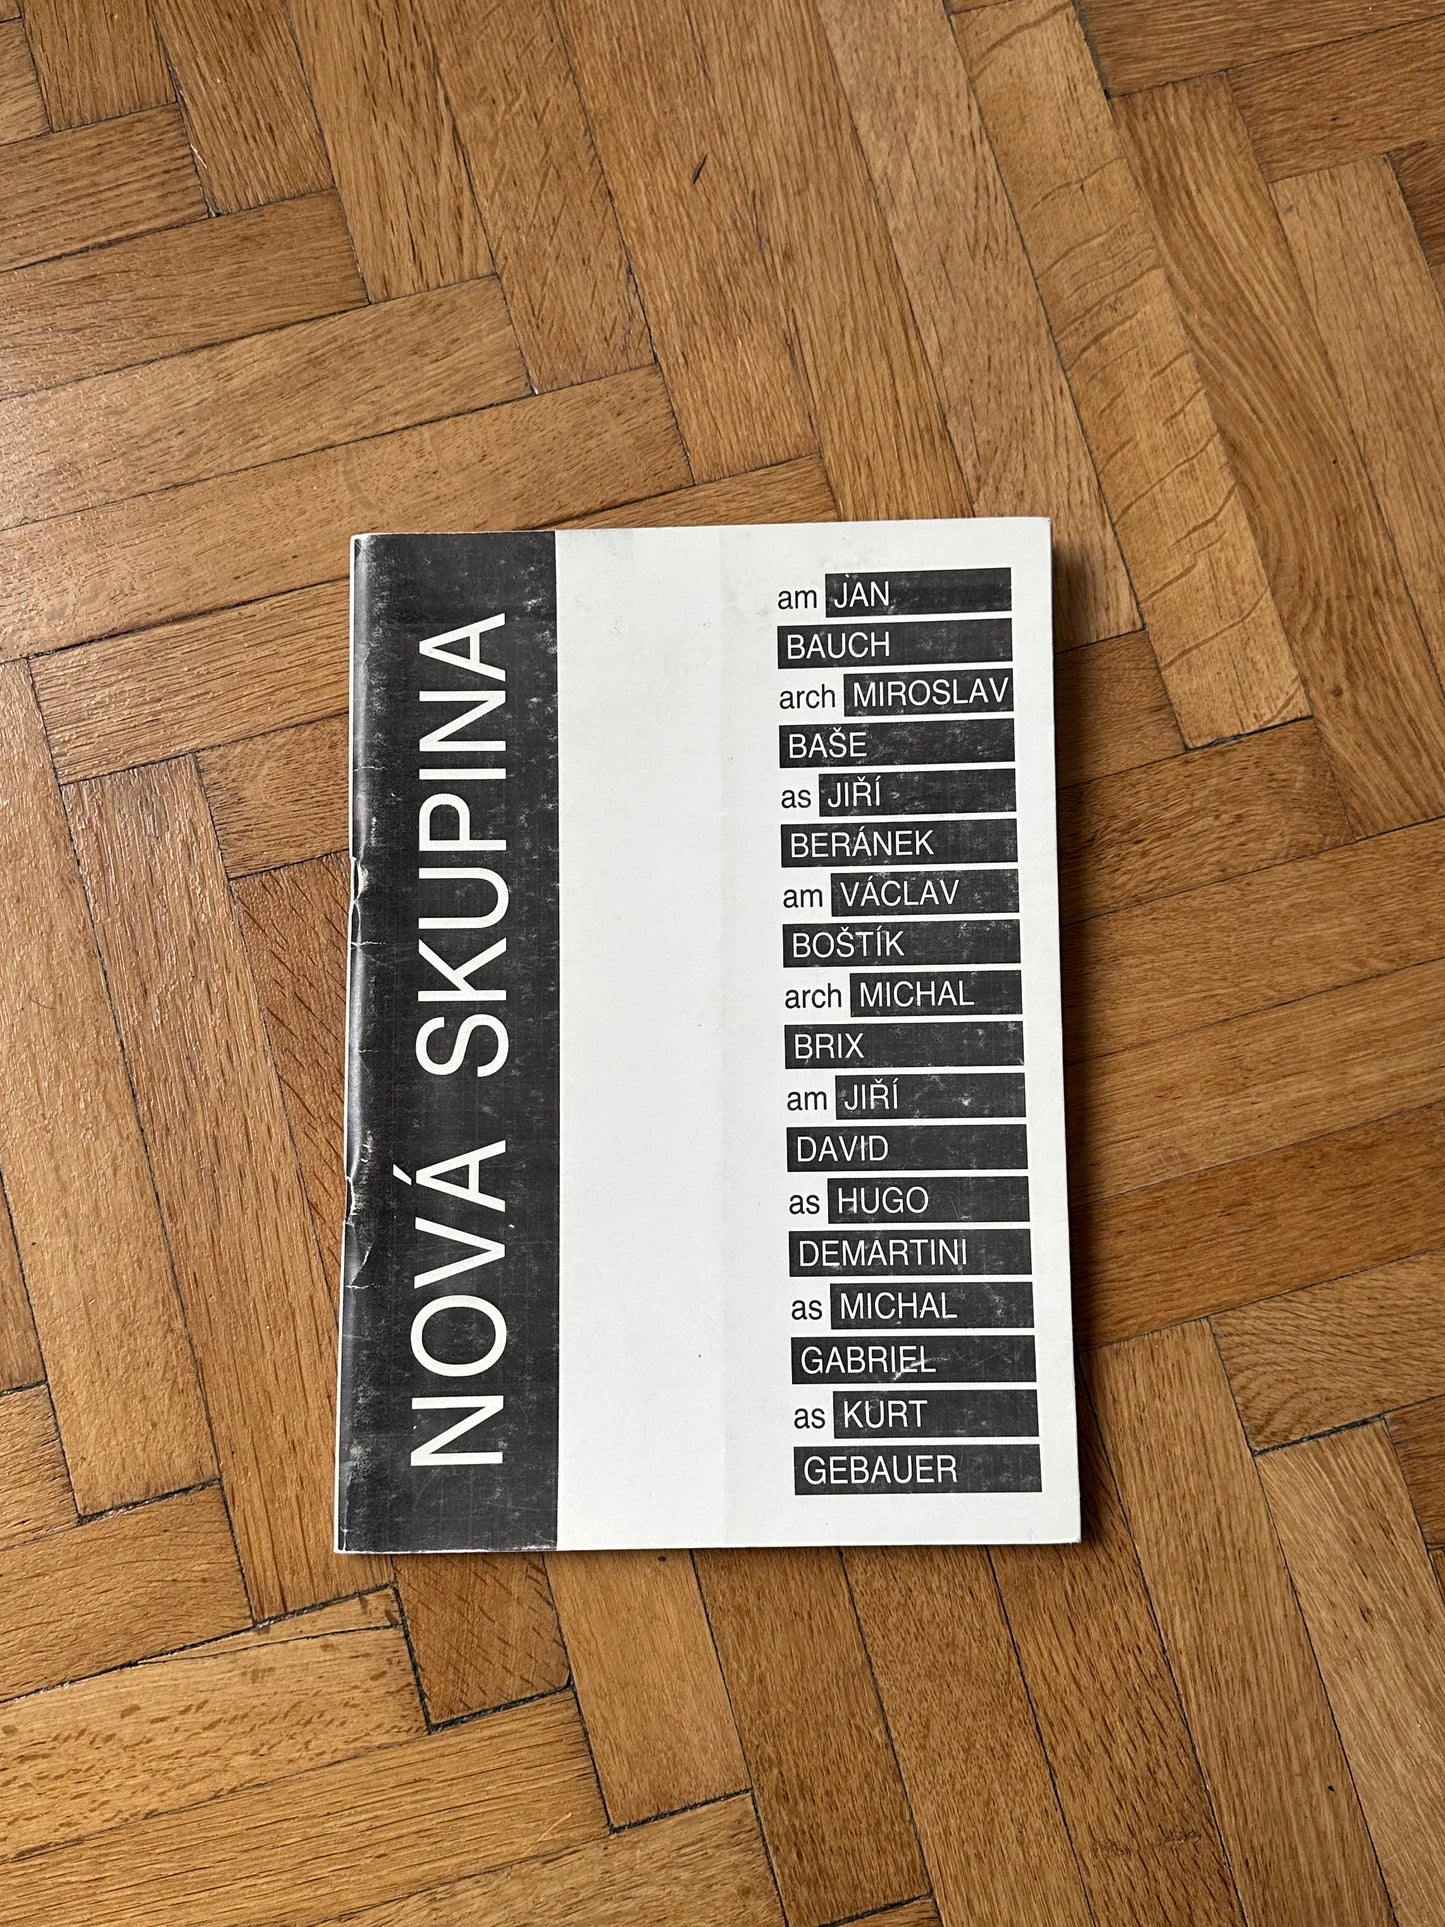 NOVÁ SKUPINA
am JAN
BAUCH
arch MIROSLAV
BAŠE
as JIŘÍ
BERÁNEK
am VÁCLAV
BOŠTÍK
arch MICHAL
BRIX
am JIŘÍ
DAVID
as HUGO
DEMARTINI
as MICHAL
GABRIEL
as KURT
GEBAUER